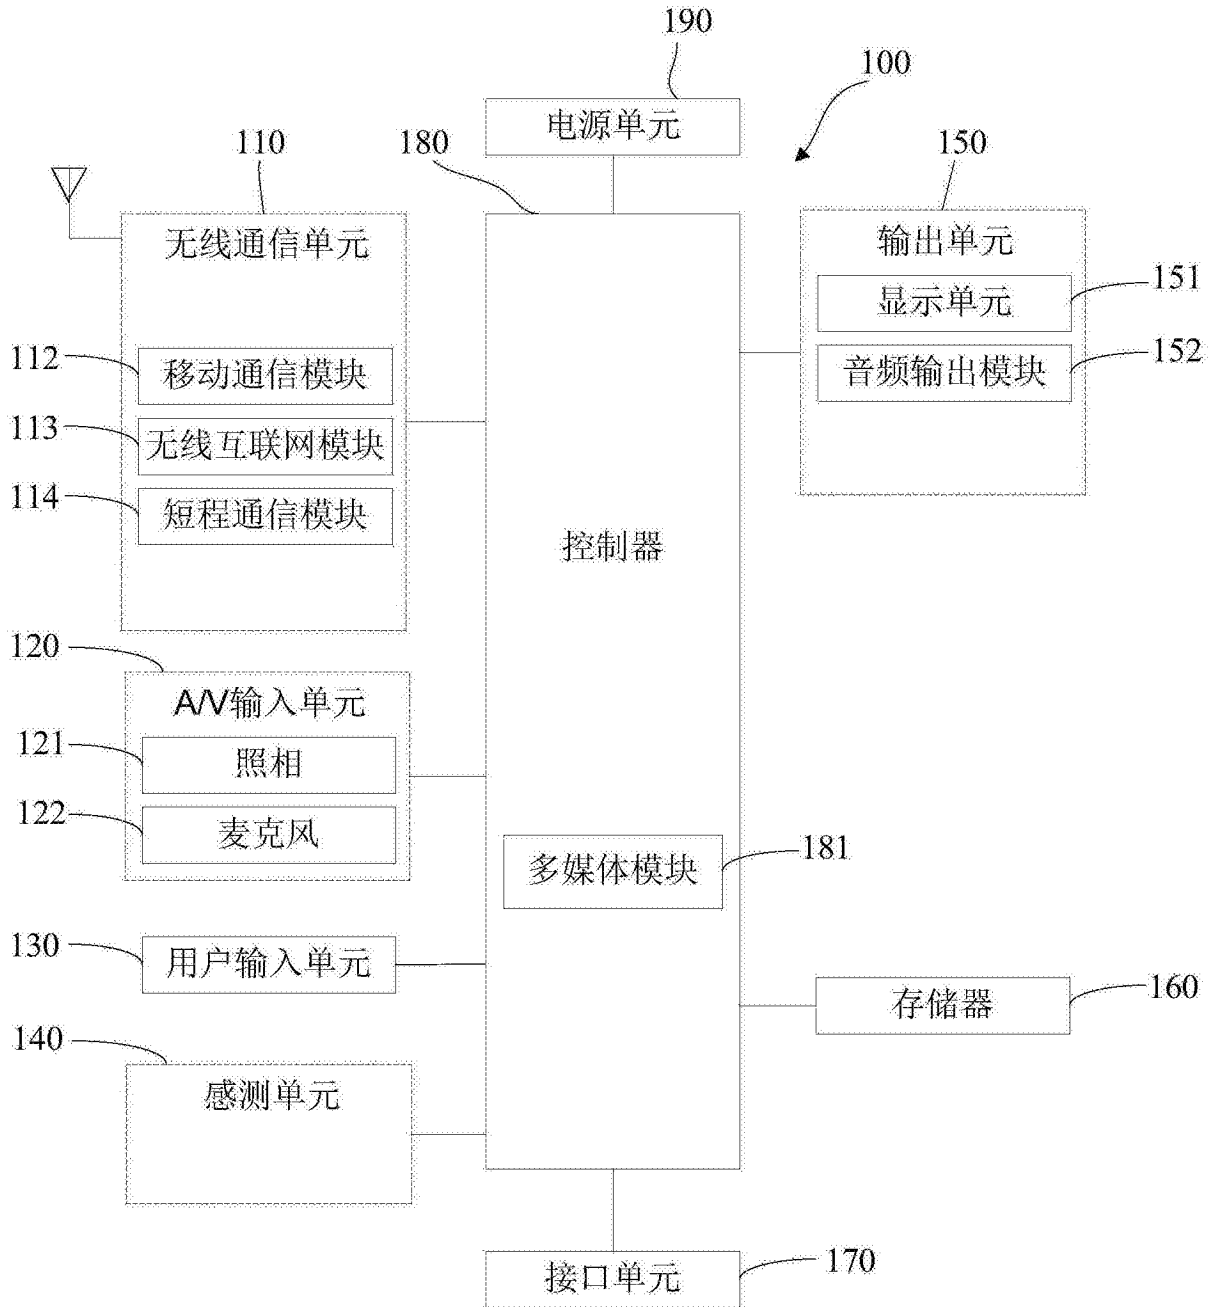 190
100
电源单元
110
180
150
无线通信单元
输出单元
151
显示单元
112
移动通信模块
152
音频输出模块
113
无线互联网模块
114
短程通信模块
控制器
120
A/V输入单元
121
照相
122
麦克风
181
多媒体模块
130
用户输入单元
160
存储器
140
感测单元
170
接口单元